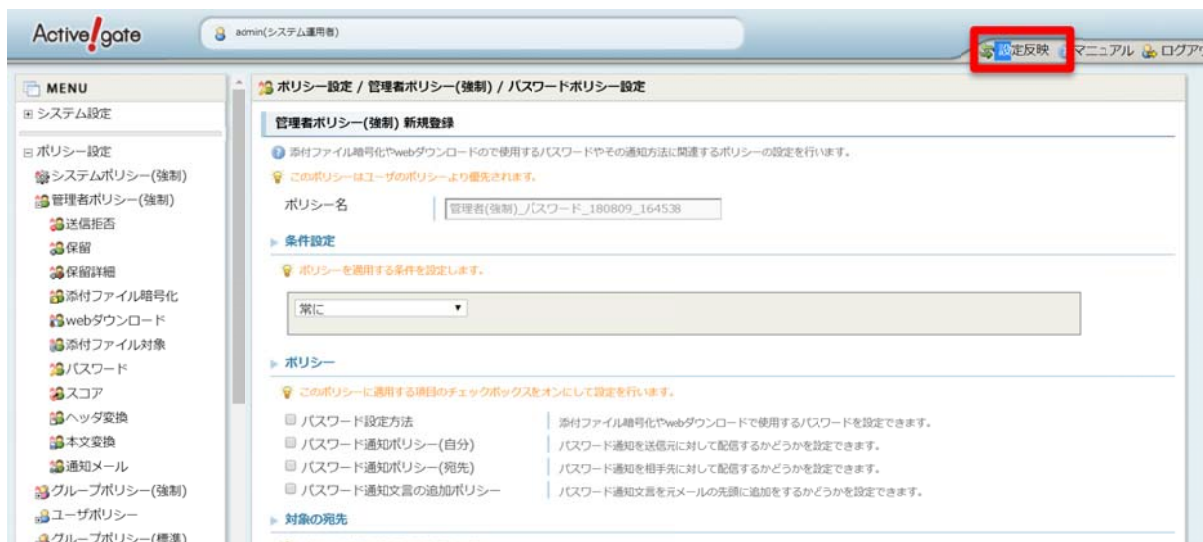 Active!gate
admin(システム運用者)
設定反映 マニュアル ログアウ
MENU
システム設定
ポリシー設定
システムポリシー(強制)
管理者ポリシー(強制)
送信拒否
保留
保留詳細
添付ファイル暗号化
webダウンロード
添付ファイル対象
パスワード
スコア
ヘッダ変換
本文変換
通知メール
グループポリシー(強制)
ユーザポリシー
グループポリシー(標準)
ポリシー設定 / 管理者ポリシー(強制) / パスワードポリシー設定
管理者ポリシー(強制) 新規登録
添付ファイル暗号化やwebダウンロードので使用するパスワードやその通知方法に関連するポリシーの設定を行います。
このポリシーはユーザのポリシーより優先されます。
ポリシー名 管理者(強制)_パスワード_180809_164538
条件設定
ポリシーを適用する条件を設定します。
常に
ポリシー
このポリシーに適用する項目のチェックボックスをオンにして設定を行います。
パスワード設定方法 添付ファイル暗号化やwebダウンロードで使用するパスワードを設定できます。
パスワード通知ポリシー(自分) パスワード通知を送信元に対して配信するかどうかを設定できます。
パスワード通知ポリシー(宛先) パスワード通知を相手先に対して配信するかどうかを設定できます。
パスワード通知文言の追加ポリシー パスワード通知文言を元メールの先頭に追加をするかどうかを設定できます。
対象の宛先